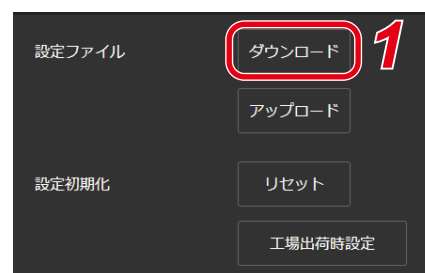 設定ファイル
ダウンロード
1
アップロード
設定初期化
リセット
工場出荷時設定